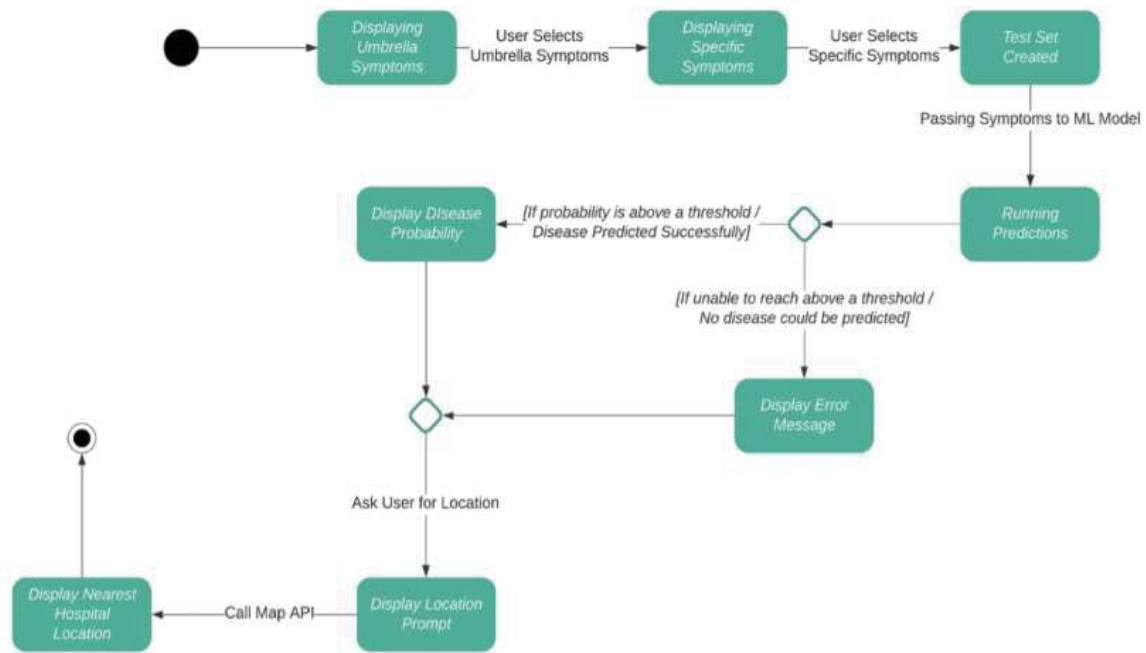 Displaying
Umbrella
Symptoms
User Selects
Umbrella Symptoms
Displaying
Specific
Symptoms
User Selects
Specific Symptoms
Test Set
Created
Passing Symptoms to ML Model
Display DIsease
Probability
[If probability is above a threshold /
Disease Predicted Successfully]
Running
Predictions
[If unable to reach above a threshold /
No disease could be predicted]
Display Error
Message
Ask User for Location
Display Nearest
Hospital
Location
Call Map API
Display Location
Prompt